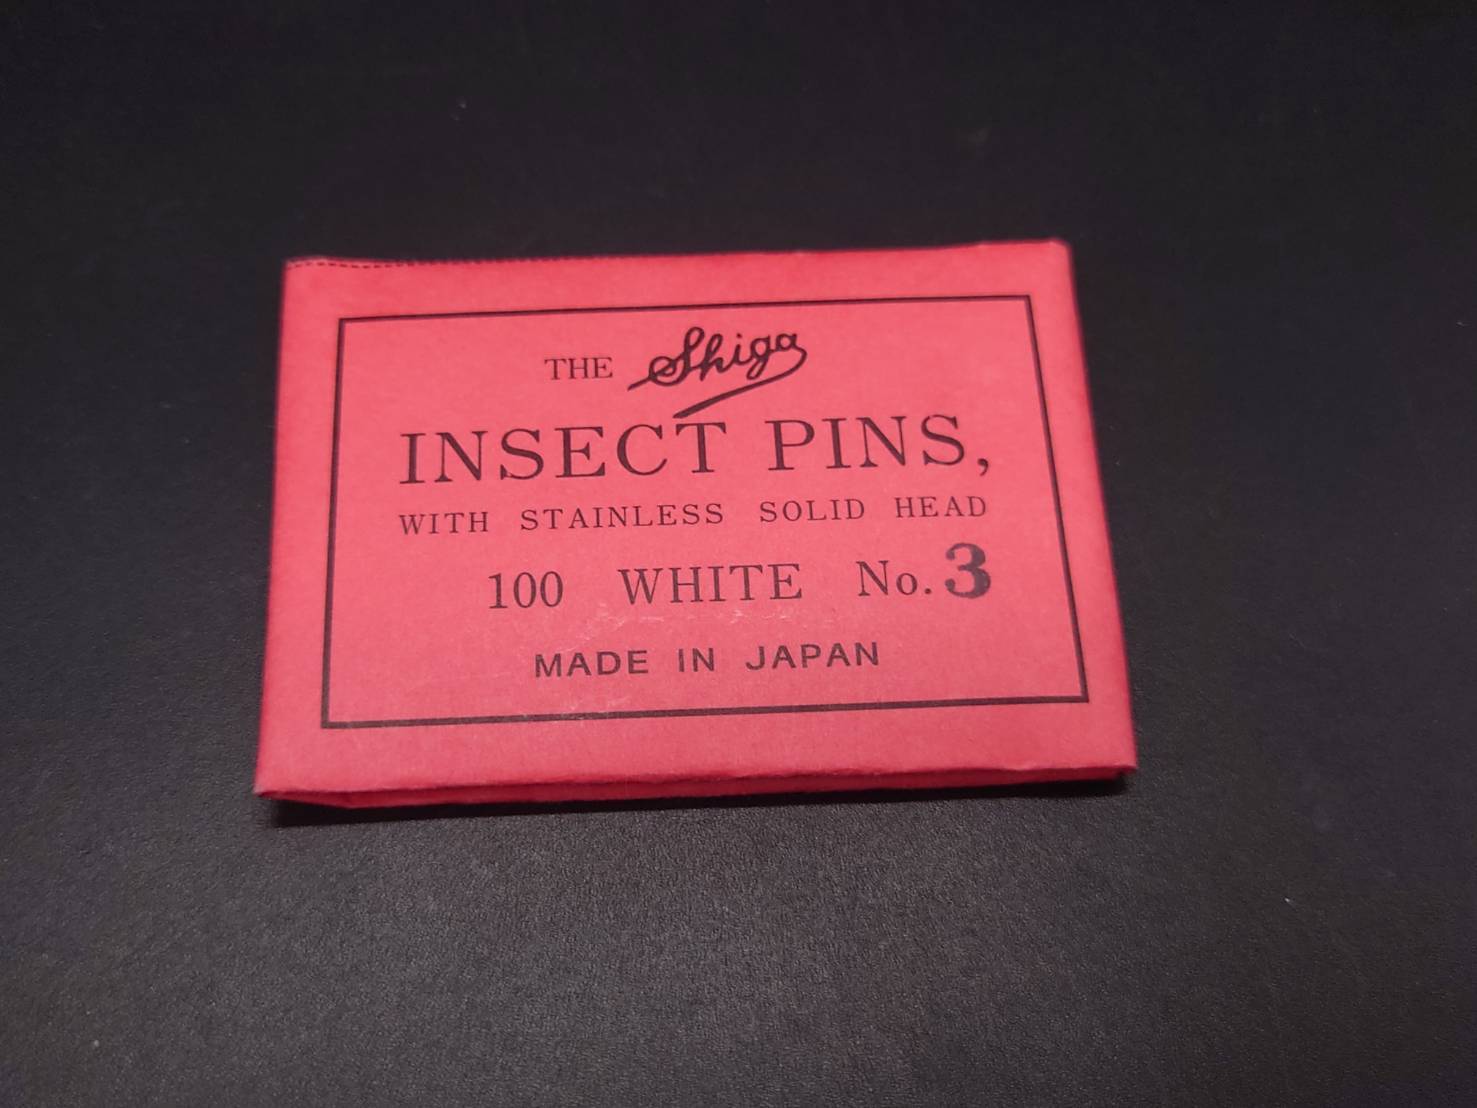 THE Shiga
INSECT PINS,
WITH STAINLESS SOLID HEAD
100 WHITE No. 3
MADE IN JAPAN